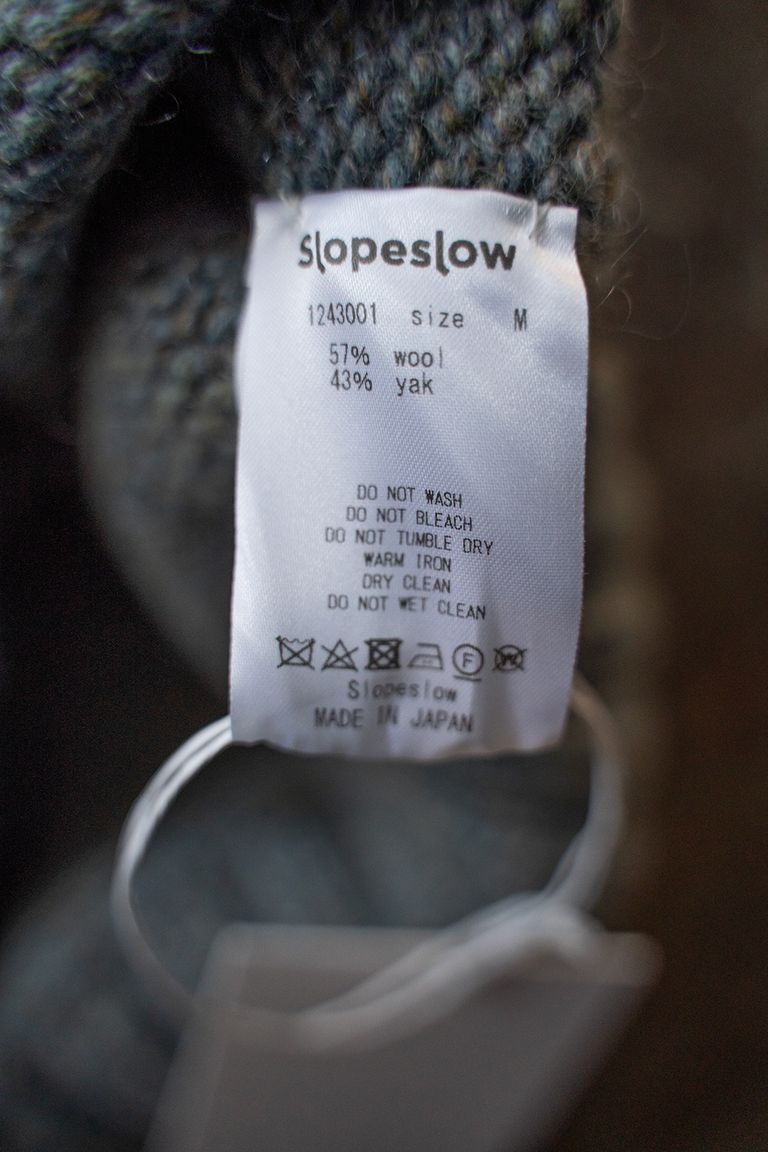 Slopeslow
1243001 size M
57% wool
43% yak
DO NOT WASH
DO NOT BLEACH
DO NOT TUMBLE DRY
WARM IRON
DRY CLEAN
DO NOT WET CLEAN
F W
Slopeslow
MADE IN JAPAN